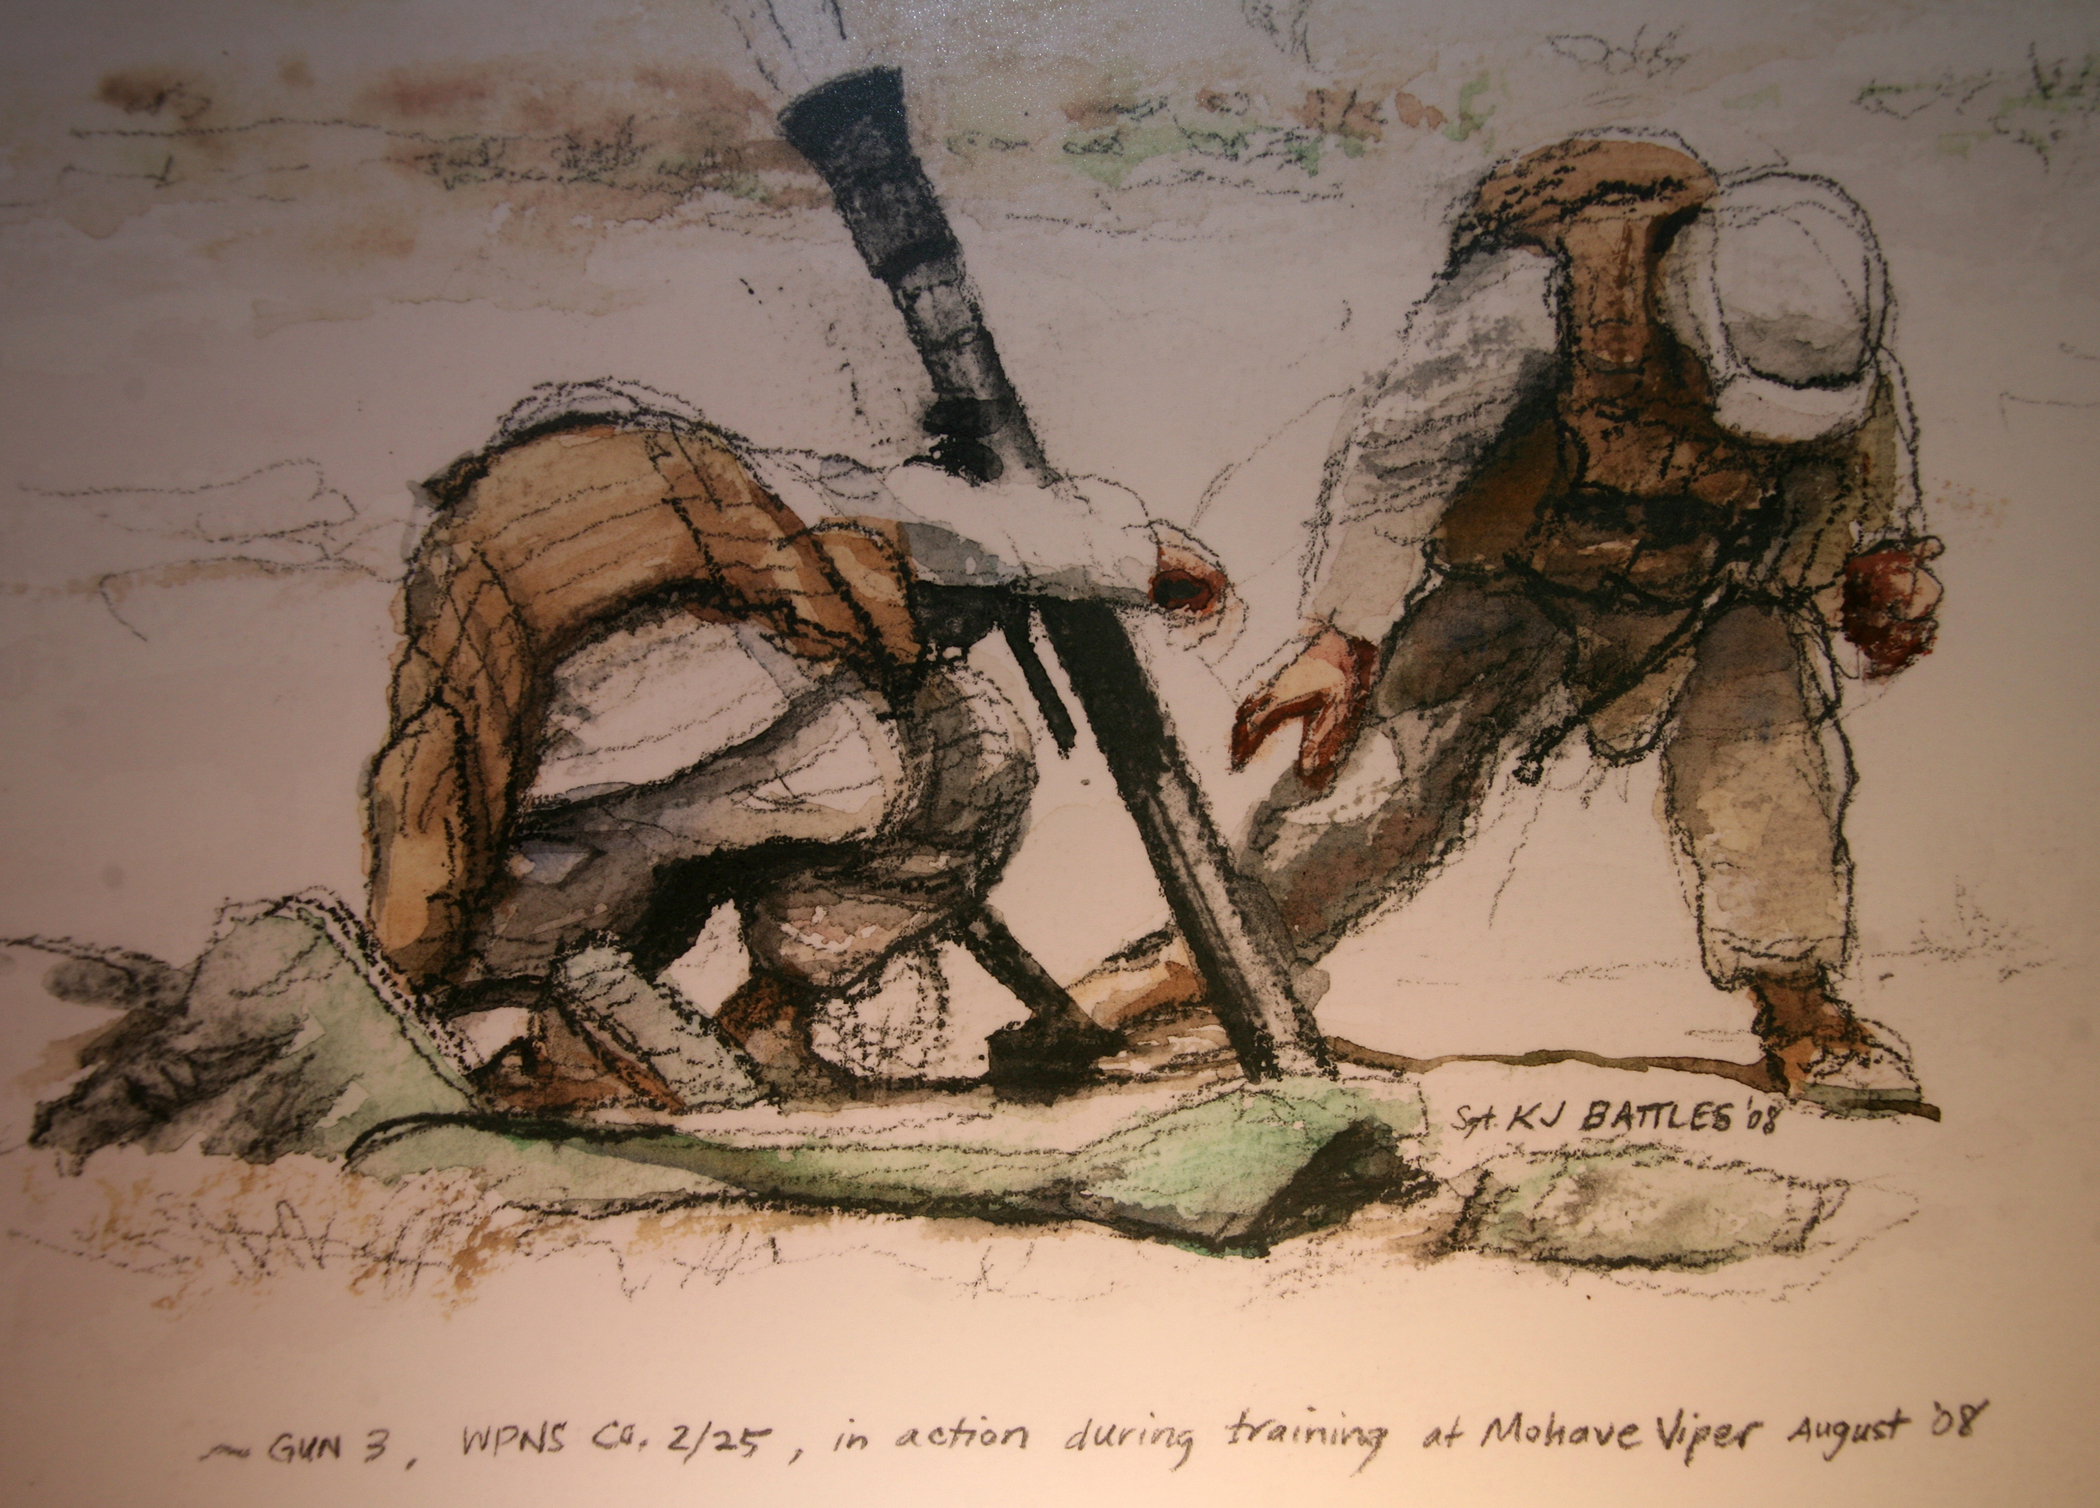 Sgt. KJ BATTLES '08
~ GUN 3, WPNS CO. 2/25, in action during training at Mohave Viper August '08